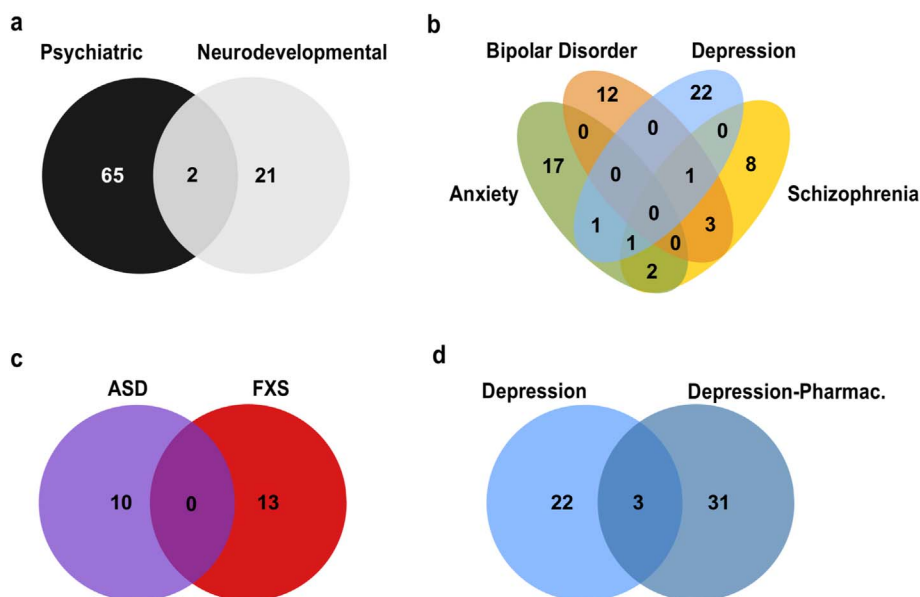 a
Psychiatric Neurodevelopmental
65 2 21
b
Bipolar Disorder Depression
12 22
0 0 0
17 0 1 8
Anxiety Schizophrenia
0
1 3
1 0
2
c
ASD FXS
10 0 13
d
Depression Depression-Pharmac.
22 3 31